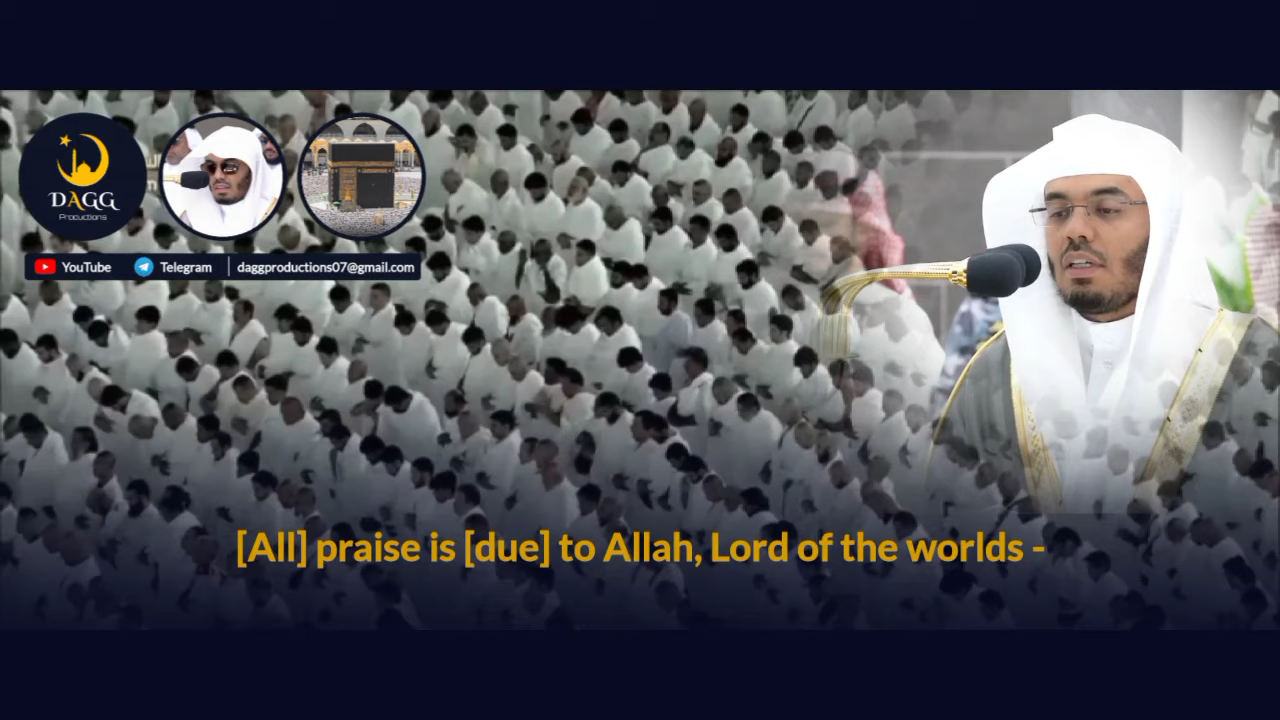 DAGG
Productions
YouTube Telegram daggproductions07@gmail.com
[All] praise is [due] to Allah, Lord of the worlds -